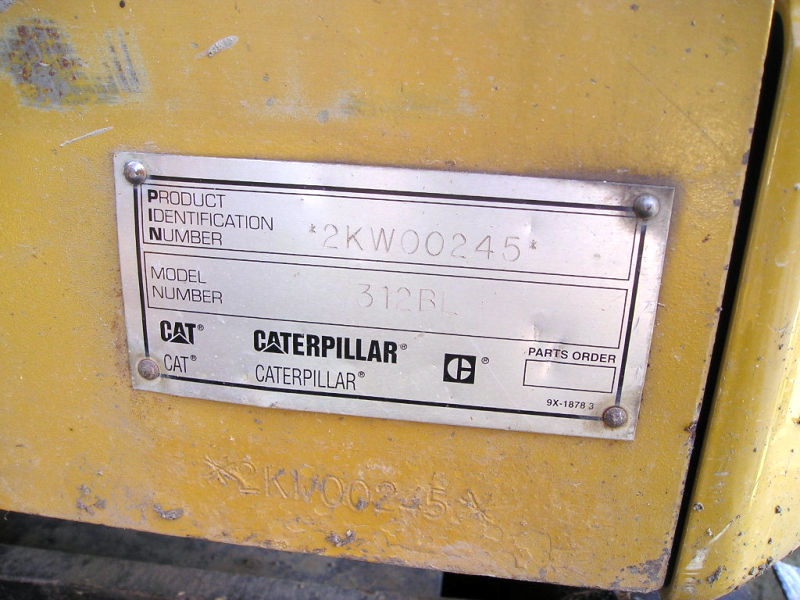 PRODUCT
IDENTIFICATION
NUMBER
*2KW00245*
MODEL
NUMBER
312BL
CAT®
CATERPILLAR®
C®
PARTS ORDER
CAT®
CATERPILLAR®
9X-1878 3
*2KW00245*